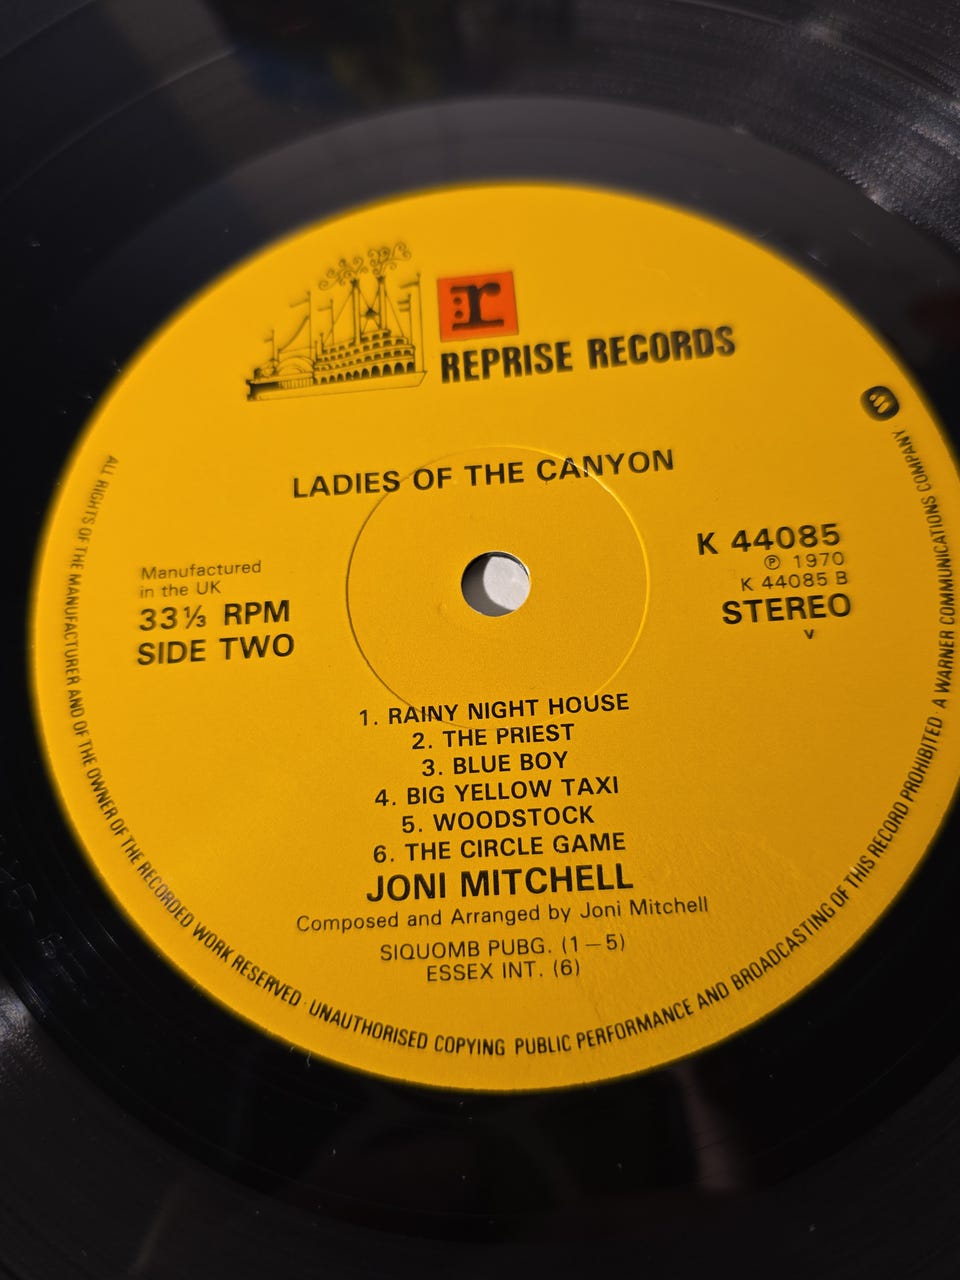 r
REPRISE RECORDS
LADIES OF THE CANYON
Manufactured
in the UK
33⅓ RPM
SIDE TWO
K 44085
℗ 1970
K 44085 B
STEREO
V
1. RAINY NIGHT HOUSE
2. THE PRIEST
3. BLUE BOY
4. BIG YELLOW TAXI
5. WOODSTOCK
6. THE CIRCLE GAME
JONI MITCHELL
Composed and Arranged by Joni Mitchell
SIQUOMB PUBG. (1 – 5)
ESSEX INT. (6)
ALL RIGHTS OF THE MANUFACTURER AND OF THE OWNER OF THE RECORDED WORK RESERVED · UNAUTHORISED COPYING PUBLIC PERFORMANCE AND BROADCASTING OF THIS RECORD PROHIBITED A WARNER COMMUNICATIONS COMPANY